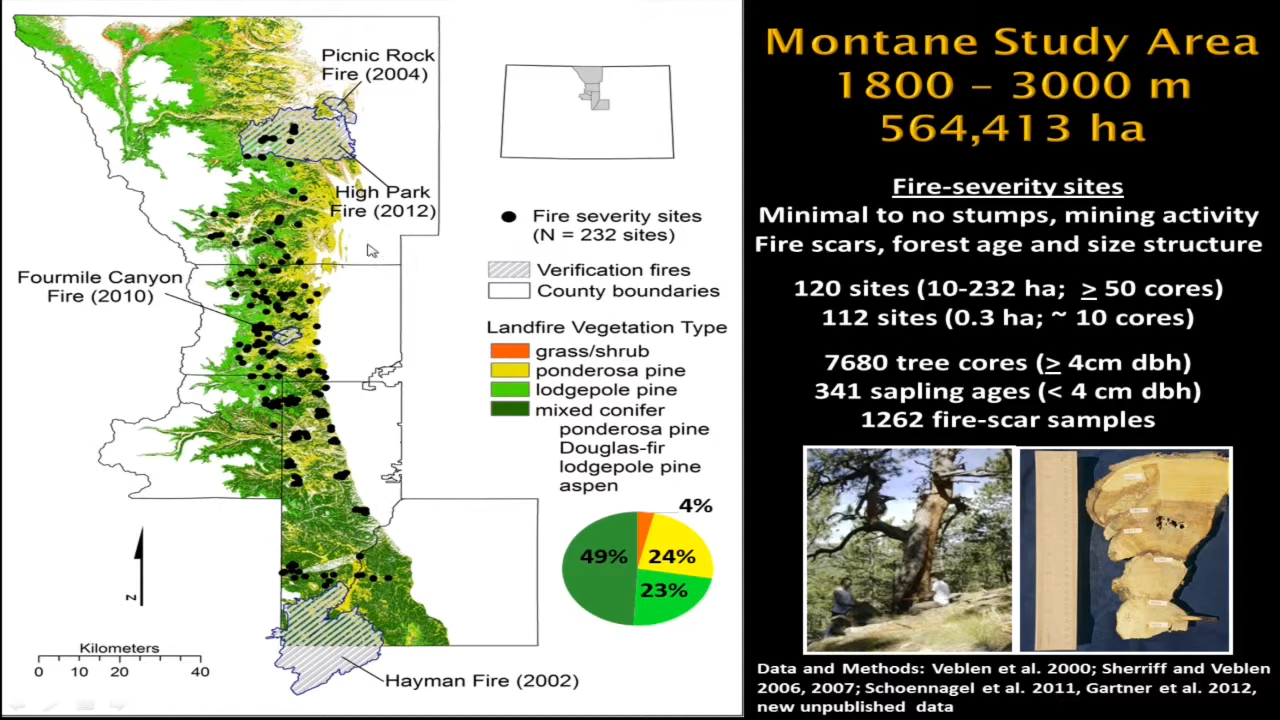 Picnic Rock
Fire (2004)
High Park
Fire (2012)
Fourmile Canyon
Fire (2010)
Hayman Fire (2002)
N
Kilometers
0 10 20 40
Fire severity sites
(N = 232 sites)
Verification fires
County boundaries
Landfire Vegetation Type
grass/shrub
ponderosa pine
lodgepole pine
mixed conifer
ponderosa pine
Douglas-fir
lodgepole pine
aspen
4%
49%
24%
23%
Montane Study Area
1800 – 3000 m
564,413 ha
Fire-severity sites
Minimal to no stumps, mining activity
Fire scars, forest age and size structure
120 sites (10-232 ha; ≥ 50 cores)
112 sites (0.3 ha; ~ 10 cores)
7680 tree cores (≥ 4cm dbh)
341 sapling ages (< 4 cm dbh)
1262 fire-scar samples
Data and Methods: Veblen et al. 2000; Sherriff and Veblen
2006, 2007; Schoennagel et al. 2011, Gartner et al. 2012,
new unpublished data